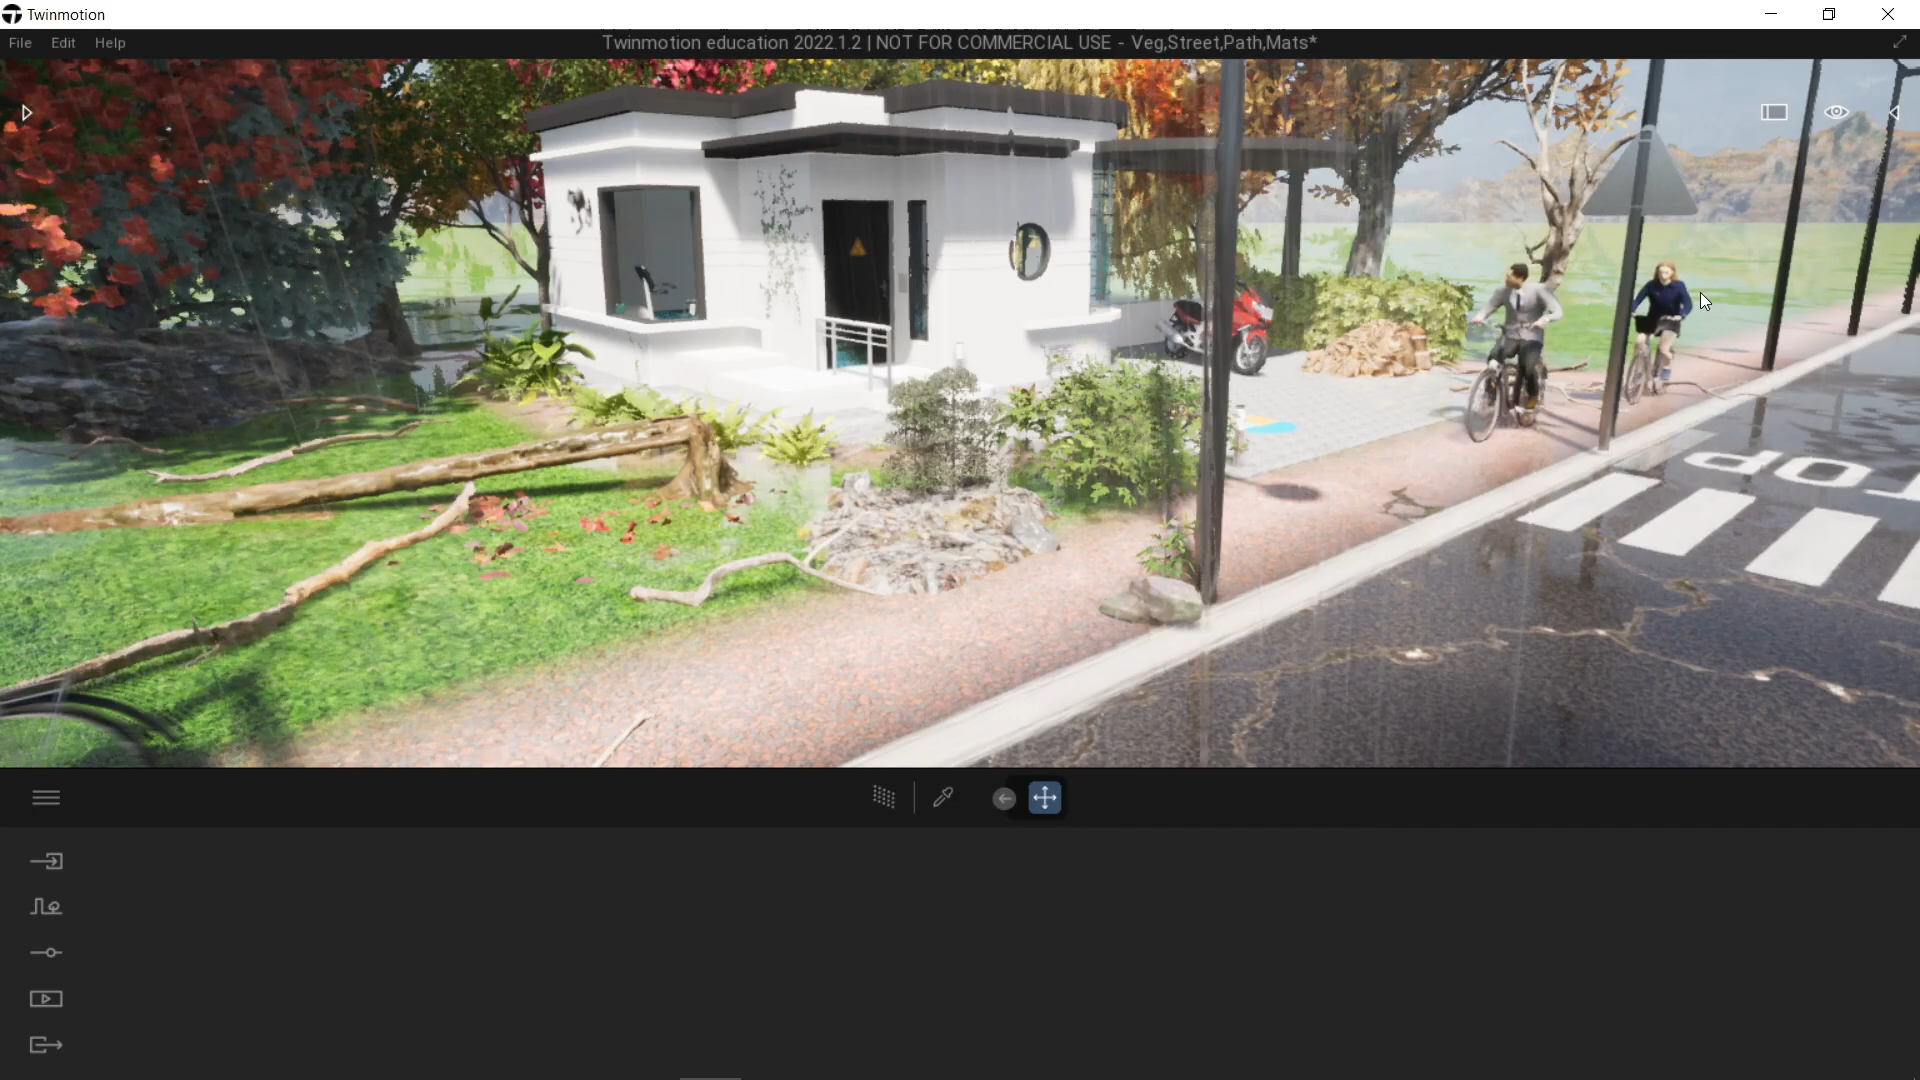 Twinmotion
File Edit Help
Twinmotion education 2022.1.2 | NOT FOR COMMERCIAL USE - Veg,Street,Path,Mats*